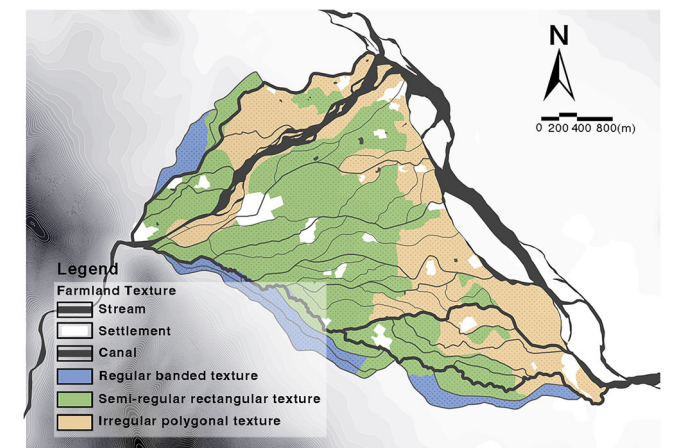 N
0 200 400 800(m)
Legend
Farmland Texture
Stream
Settlement
Canal
Regular banded texture
Semi-regular rectangular texture
Irregular polygonal texture